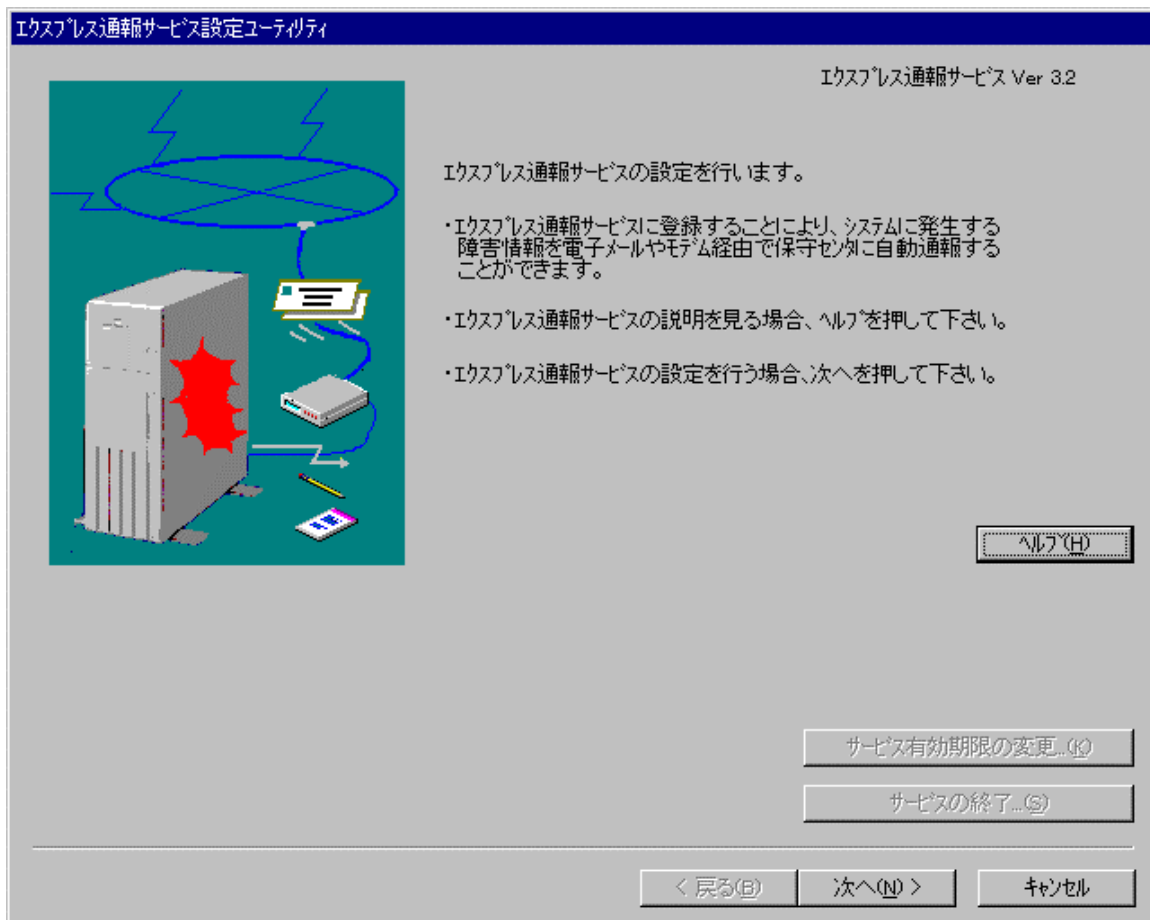 ｴｸｽﾌﾟﾚｽ通報ｻｰﾋﾞｽ設定ﾕｰﾃｨﾘﾃｨ
ｴｸｽﾌﾟﾚｽ通報ｻｰﾋﾞｽ Ver 3.2
ｴｸｽﾌﾟﾚｽ通報ｻｰﾋﾞｽの設定を行います。
・ｴｸｽﾌﾟﾚｽ通報ｻｰﾋﾞｽに登録することにより、ｼｽﾃﾑに発生する
障害情報を電子ﾒｰﾙやﾓﾃﾞﾑ経由で保守ｾﾝﾀに自動通報する
ことができます。
・ｴｸｽﾌﾟﾚｽ通報ｻｰﾋﾞｽの説明を見る場合、ﾍﾙﾌﾟを押して下さい。
・ｴｸｽﾌﾟﾚｽ通報ｻｰﾋﾞｽの設定を行う場合、次へを押して下さい。
ﾍﾙﾌﾟ(H)
ｻｰﾋﾞｽ有効期限の変更...(K)
ｻｰﾋﾞｽの終了...(S)
< 戻る(B)
次へ(N) >
ｷｬﾝｾﾙ